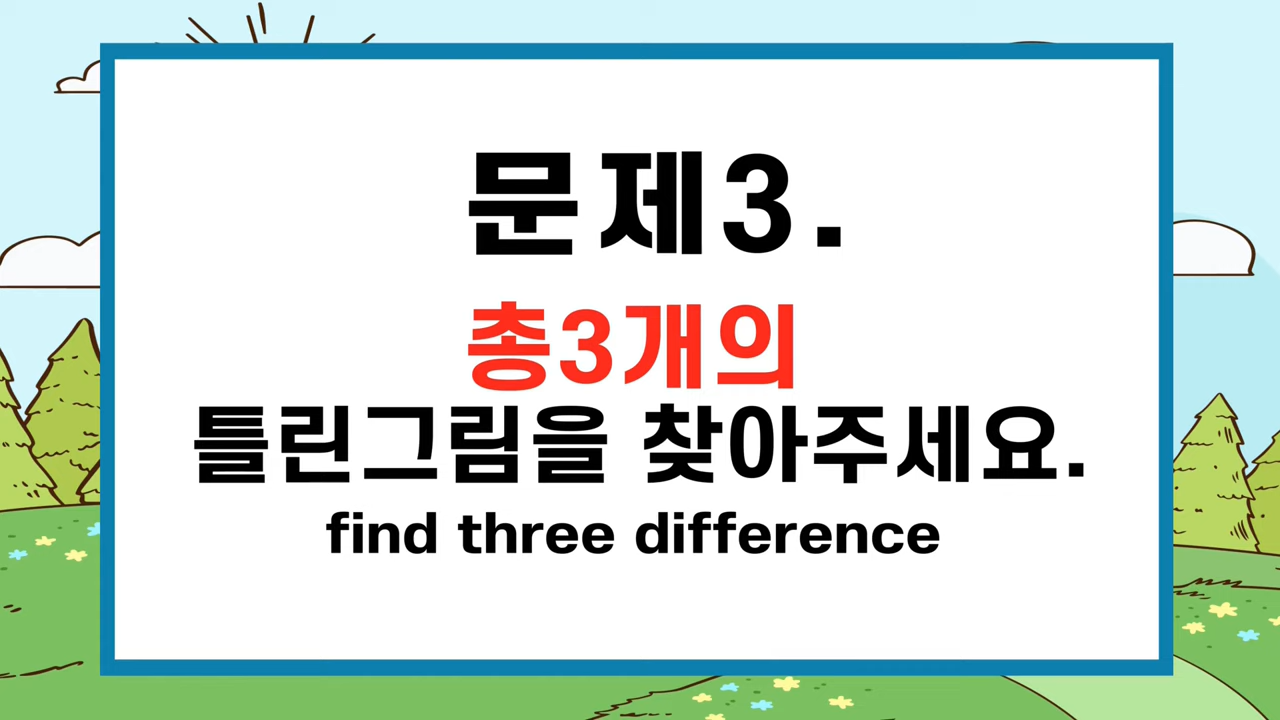 문제3.
총3개의
틀린그림을 찾아주세요.
find three difference